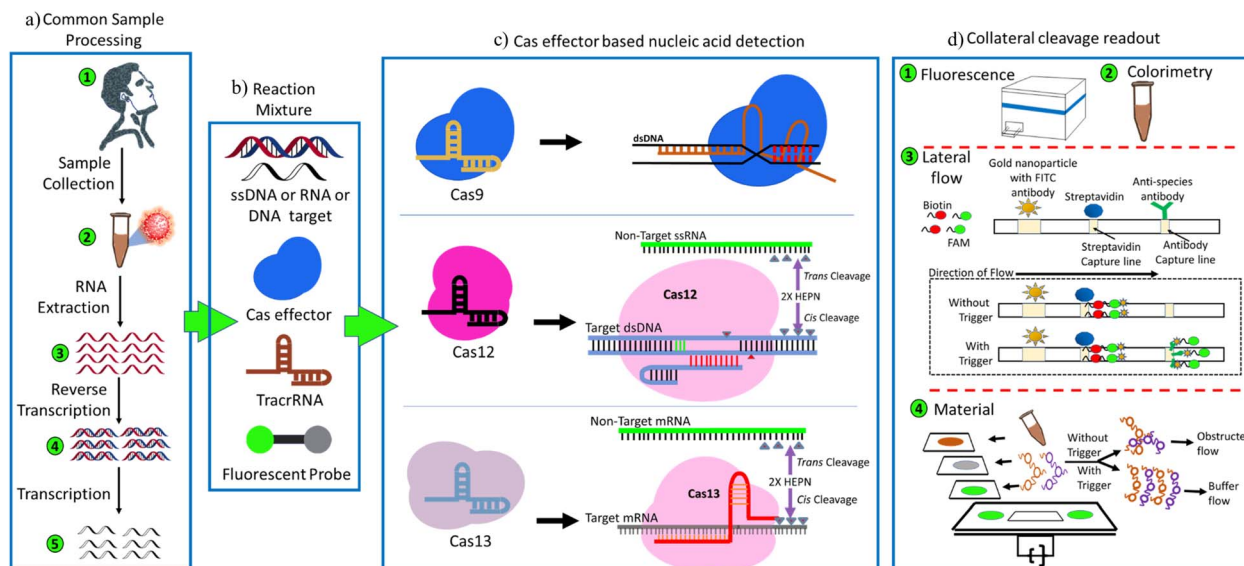 a) Common Sample
Processing
1
Sample
Collection
2
RNA
Extraction
3
Reverse
Transcription
4
Transcription
5
b) Reaction
Mixture
ssDNA or RNA or
DNA target
Cas effector
TracrRNA
Fluorescent Probe
c) Cas effector based nucleic acid detection
Cas9
dsDNA
Cas12
Non-Target ssRNA
Trans Cleavage
Cas12
2X HEPN
Cis Cleavage
Target dsDNA
Cas13
Non-Target mRNA
Trans Cleavage
2X HEPN
Cas13
Cis Cleavage
Target mRNA
d) Collateral cleavage readout
1 Fluorescence
2 Colorimetry
3 Lateral
flow
Gold nanoparticle
with FITC
antibody
Streptavidin
Anti-species
antibody
Biotin
FAM
Streptavidin
Capture line
Antibody
Capture line
Direction of Flow
Without
Trigger
With
Trigger
4 Material
Without
Trigger
With
Trigger
Obstructe
flow
Buffer
flow